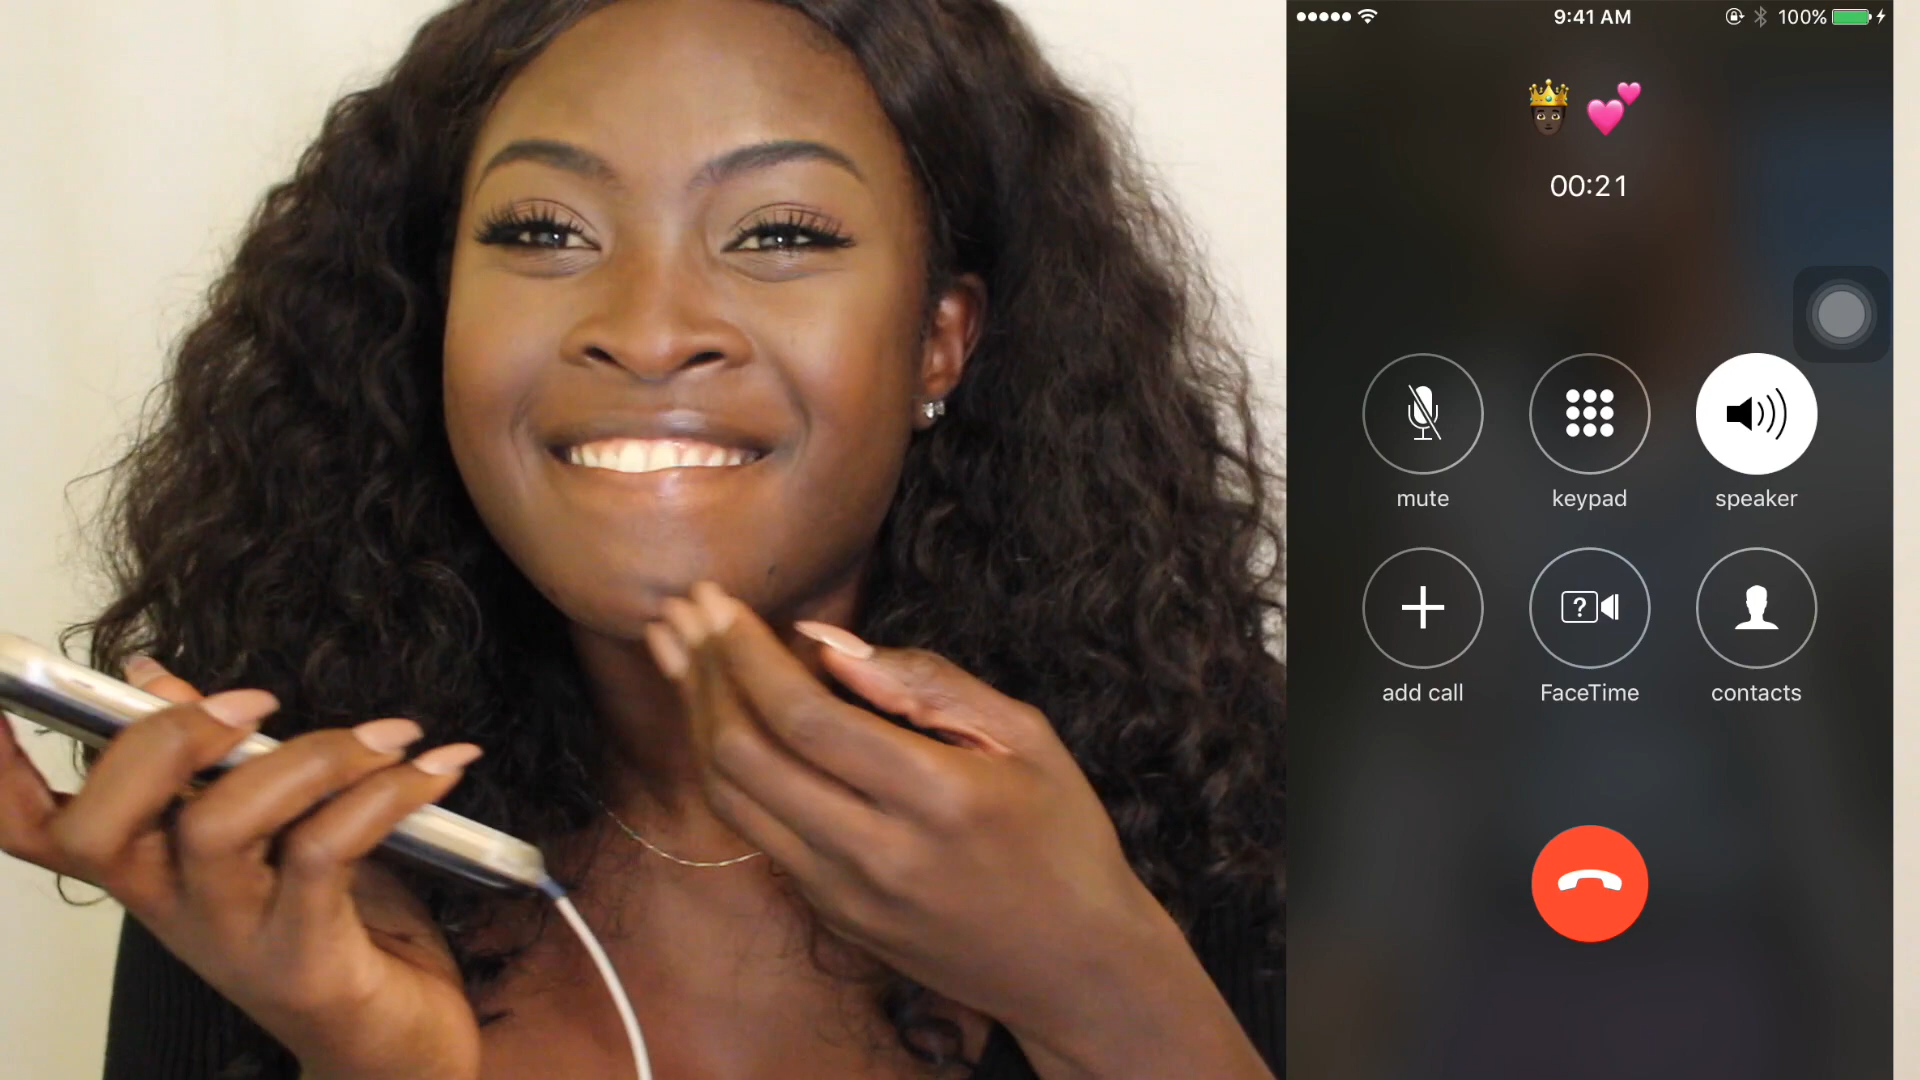 9:41 AM 100%
🤴🏿 💕
00:21
mute keypad speaker
add call FaceTime contacts